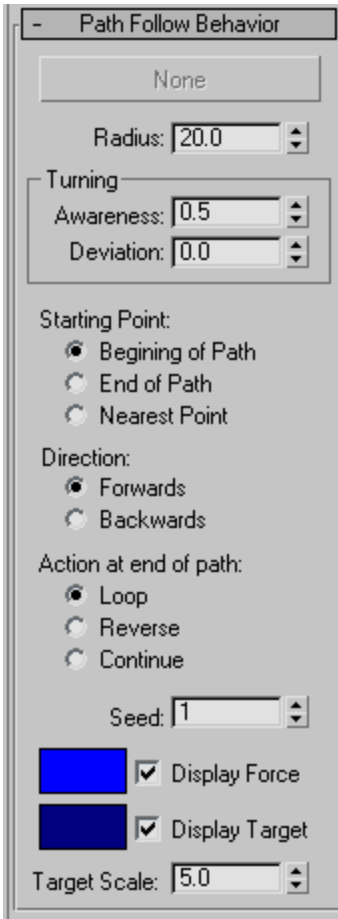 - Path Follow Behavior
None
Radius: 20.0
Turning
Awareness: 0.5
Deviation: 0.0
Starting Point:
Begining of Path
End of Path
Nearest Point
Direction:
Forwards
Backwards
Action at end of path:
Loop
Reverse
Continue
Seed: 1
Display Force
Display Target
Target Scale: 5.0